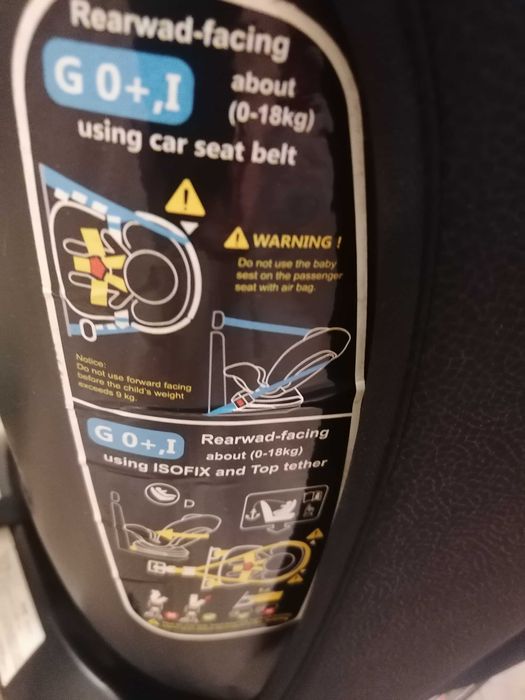 Rearwad-facing
G 0+,I
about
(0-18kg)
using car seat belt
WARNING !
Do not use the baby
sest on the passenger
seat with air bag.
Notice:
Do not use forward facing
before the child's weight
exceeds 9 kg.
G 0+,I
Rearwad-facing
about (0-18kg)
using ISOFIX and Top tether